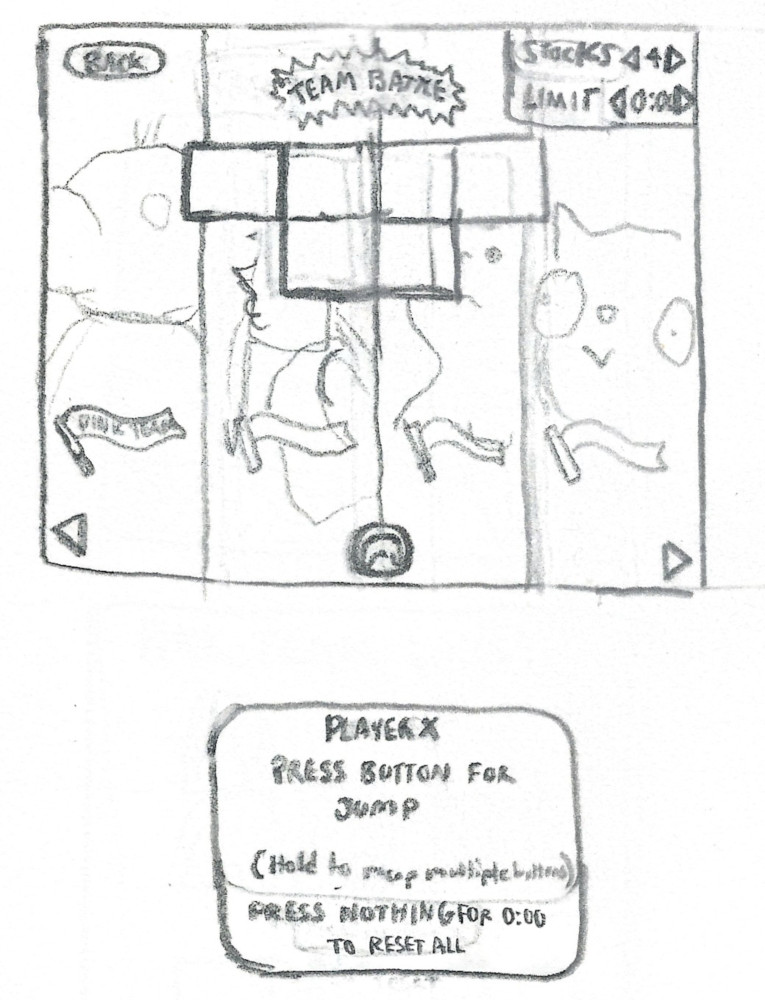 BACK
TEAM BATTLE
STOCKS ◁4▷
LIMIT ◁0:00▷
PINK TEAM
PLAYER X
PRESS BUTTON FOR
JUMP
(Hold to map multiple buttons)
PRESS NOTHING FOR 0:00
TO RESET ALL